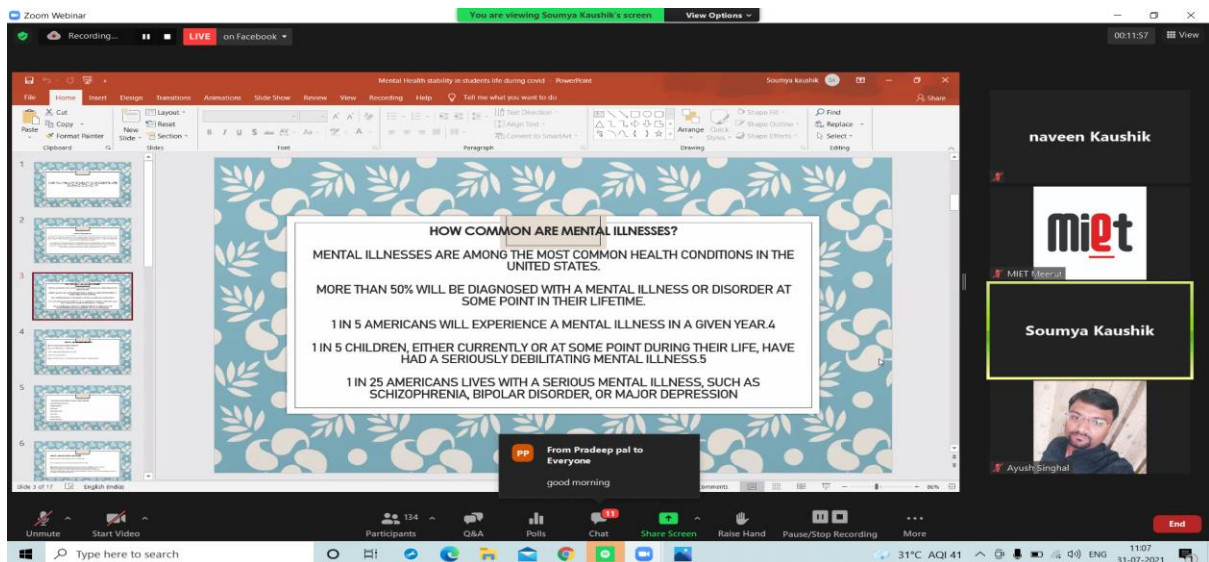 Zoom Webinar
You are viewing Soumya Kaushik's screen View Options
Recording... LIVE on Facebook
00:11:57 View
Mental Health stability in students life during covid - PowerPoint
Soumya kaushik
File Home Insert Design Transitions Animations Slide Show Review View Recording Help Tell me what you want to do
Share
Paste
Cut
Copy
Format Painter
Clipboard
New Slide
Layout
Reset
Section
Slides
Font
Text Direction
Align Text
Convert to SmartArt
Paragraph
Arrange
Quick Styles
Shape Fill
Shape Outline
Shape Effects
Drawing
Find
Replace
Select
Editing
1
2
3
4
5
6
HOW COMMON ARE MENTAL ILLNESSES?
MENTAL ILLNESSES ARE AMONG THE MOST COMMON HEALTH CONDITIONS IN THE
UNITED STATES.
MORE THAN 50% WILL BE DIAGNOSED WITH A MENTAL ILLNESS OR DISORDER AT
SOME POINT IN THEIR LIFETIME.
1 IN 5 AMERICANS WILL EXPERIENCE A MENTAL ILLNESS IN A GIVEN YEAR.4
1 IN 5 CHILDREN, EITHER CURRENTLY OR AT SOME POINT DURING THEIR LIFE, HAVE
HAD A SERIOUSLY DEBILITATING MENTAL ILLNESS.5
1 IN 25 AMERICANS LIVES WITH A SERIOUS MENTAL ILLNESS, SUCH AS
SCHIZOPHRENIA, BIPOLAR DISORDER, OR MAJOR DEPRESSION
naveen Kaushik
miet
MIET Meerut
Soumya Kaushik
Ayush Singhal
PP From Pradeep pal to
Everyone
good morning
Slide 3 of 17 English (India)
86%
Unmute
Start Video
134
Participants
Q&A
Polls
11
Chat
Share Screen
Raise Hand
Pause/Stop Recording
More
End
Type here to search
31°C AQI 41 ENG 11:07
31-07-2021